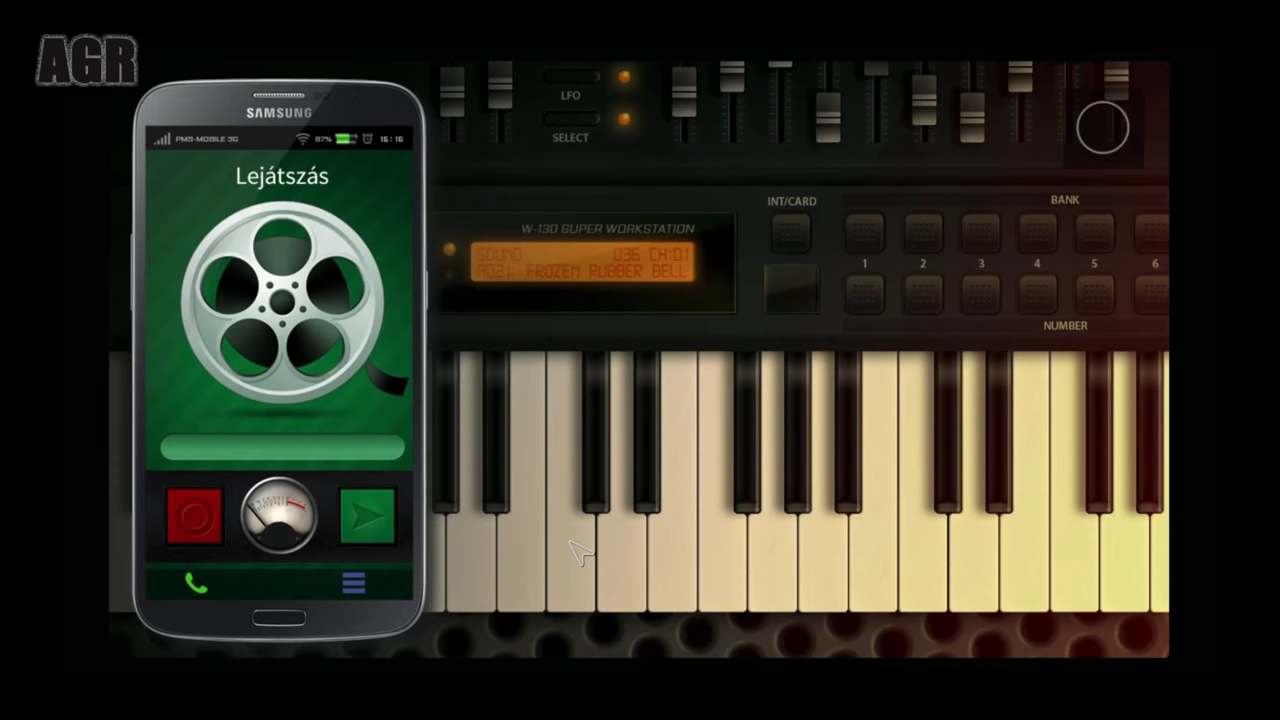 AGR
SAMSUNG
PM9-MOBILE 3G 87% 16:16
Lejátszás
LFO
SELECT
W-130 SUPER WORKSTATION
SOUND 036 CH:01
A021: FROZEN RUBBER BELL
INT/CARD
BANK
1 2 3 4 5 6
NUMBER